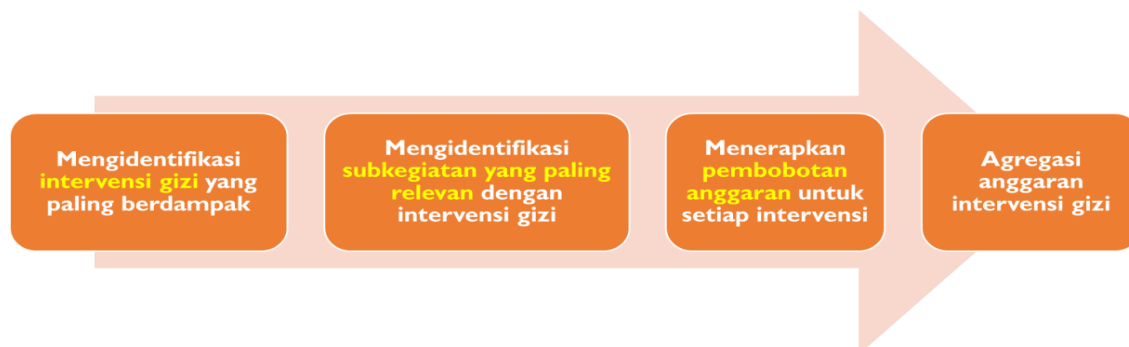 Mengidentifikasi
intervensi gizi yang
paling berdampak
Mengidentifikasi
subkegiatan yang paling
relevan dengan
intervensi gizi
Menerapkan
pembobotan
anggaran untuk
setiap intervensi
Agregasi
anggaran
intervensi gizi